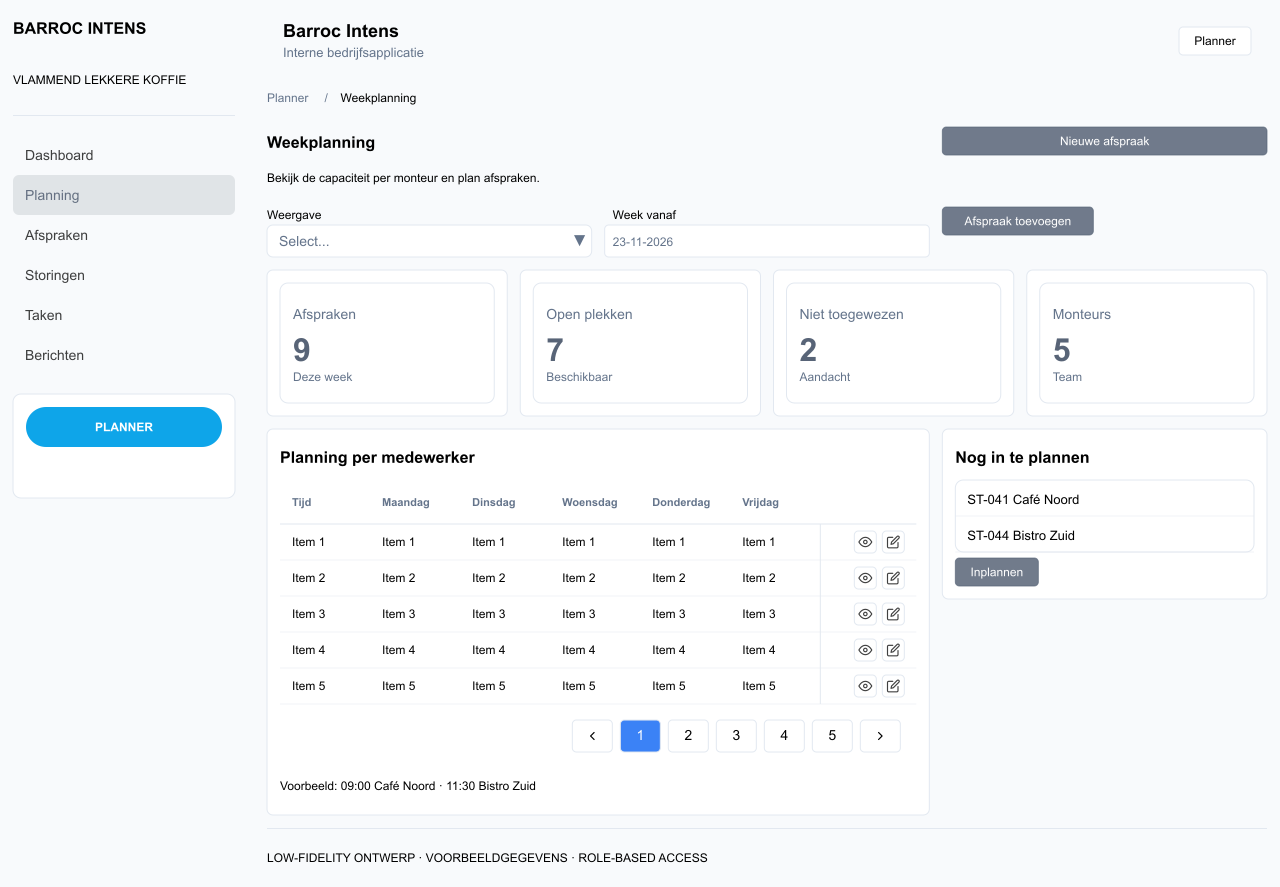 BARROC INTENS
VLAMMEND LEKKERE KOFFIE
Dashboard
Planning
Afspraken
Storingen
Taken
Berichten
PLANNER
Barroc Intens
Interne bedrijfsapplicatie
Planner
Planner / Weekplanning
Weekplanning
Nieuwe afspraak
Bekijk de capaciteit per monteur en plan afspraken.
Weergave
Select...
Week vanaf
23-11-2026
Afspraak toevoegen
Afspraken
9
Deze week
Open plekken
7
Beschikbaar
Niet toegewezen
2
Aandacht
Monteurs
5
Team
Planning per medewerker
Tijd Maandag Dinsdag Woensdag Donderdag Vrijdag
Item 1 Item 1 Item 1 Item 1 Item 1 Item 1
Item 2 Item 2 Item 2 Item 2 Item 2 Item 2
Item 3 Item 3 Item 3 Item 3 Item 3 Item 3
Item 4 Item 4 Item 4 Item 4 Item 4 Item 4
Item 5 Item 5 Item 5 Item 5 Item 5 Item 5
1 2 3 4 5
Voorbeeld: 09:00 Café Noord · 11:30 Bistro Zuid
Nog in te plannen
ST-041 Café Noord
ST-044 Bistro Zuid
Inplannen
LOW-FIDELITY ONTWERP · VOORBEELDGEGEVENS · ROLE-BASED ACCESS